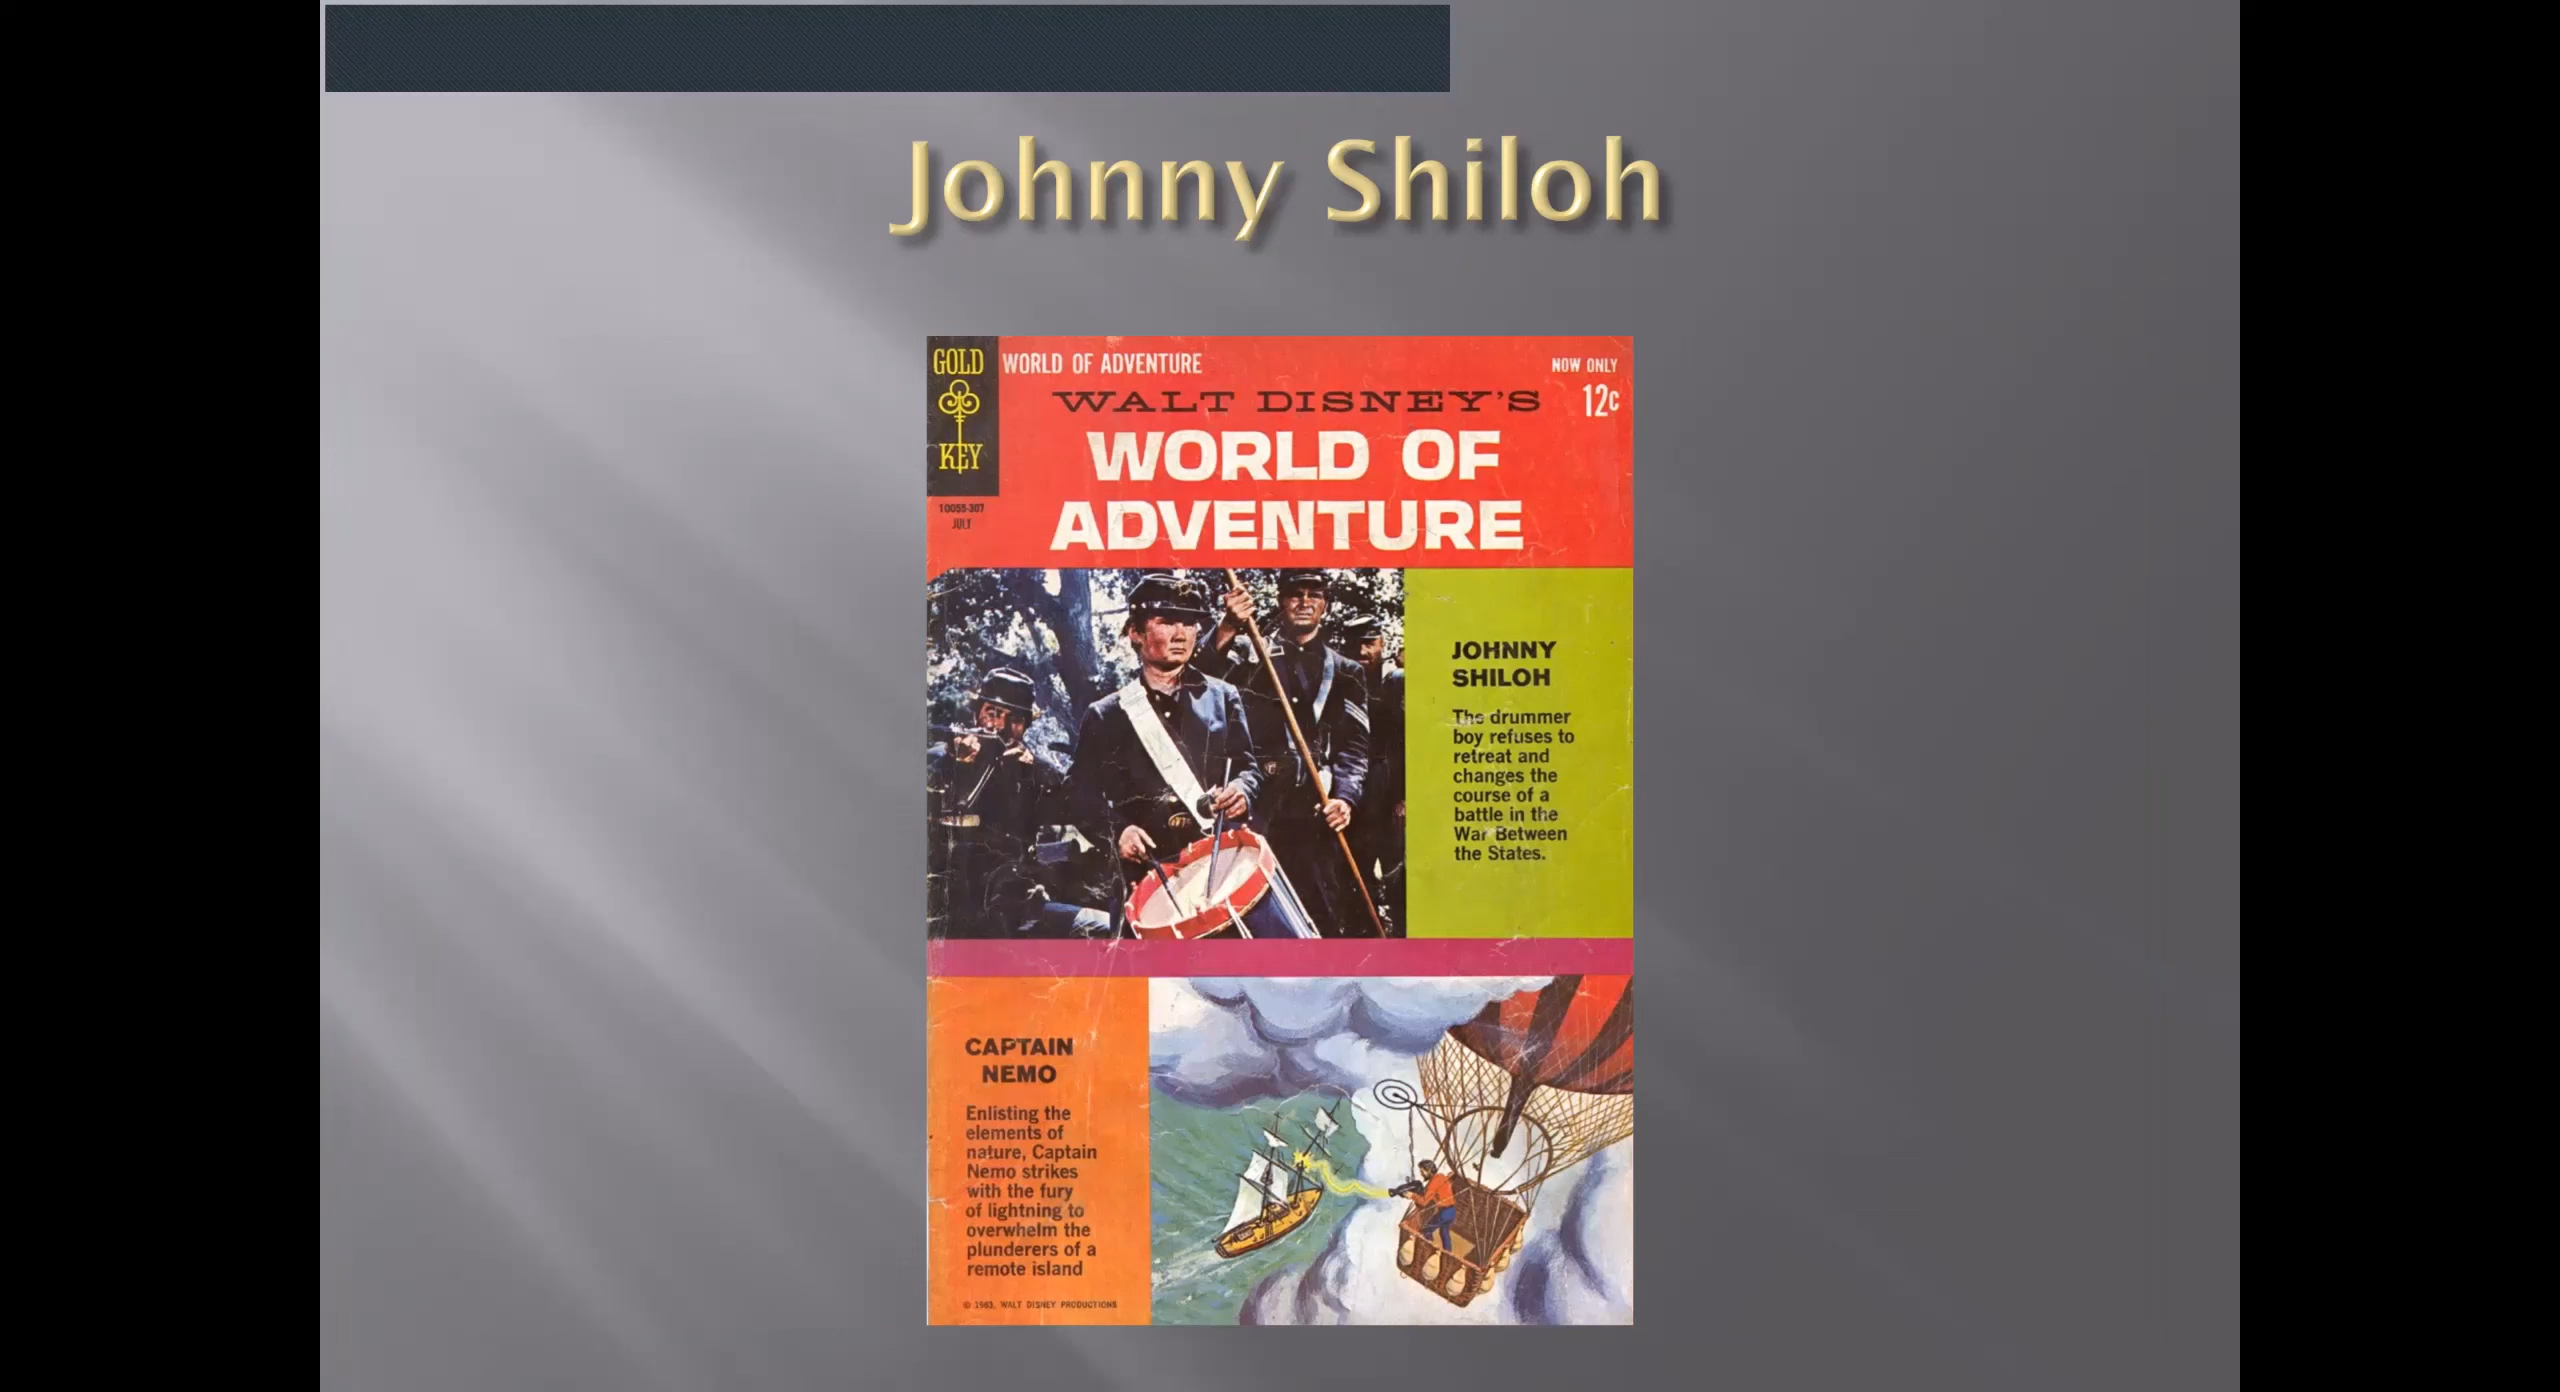 Johnny Shiloh
GOLD
KEY
WORLD OF ADVENTURE
NOW ONLY
12c
WALT DISNEY'S
WORLD OF
ADVENTURE
10055-307
JULY
JOHNNY
SHILOH
The drummer
boy refuses to
retreat and
changes the
course of a
battle in the
War Between
the States.
CAPTAIN
NEMO
Enlisting the
elements of
nature, Captain
Nemo strikes
with the fury
of lightning to
overwhelm the
plunderers of a
remote island
© 1963, WALT DISNEY PRODUCTIONS